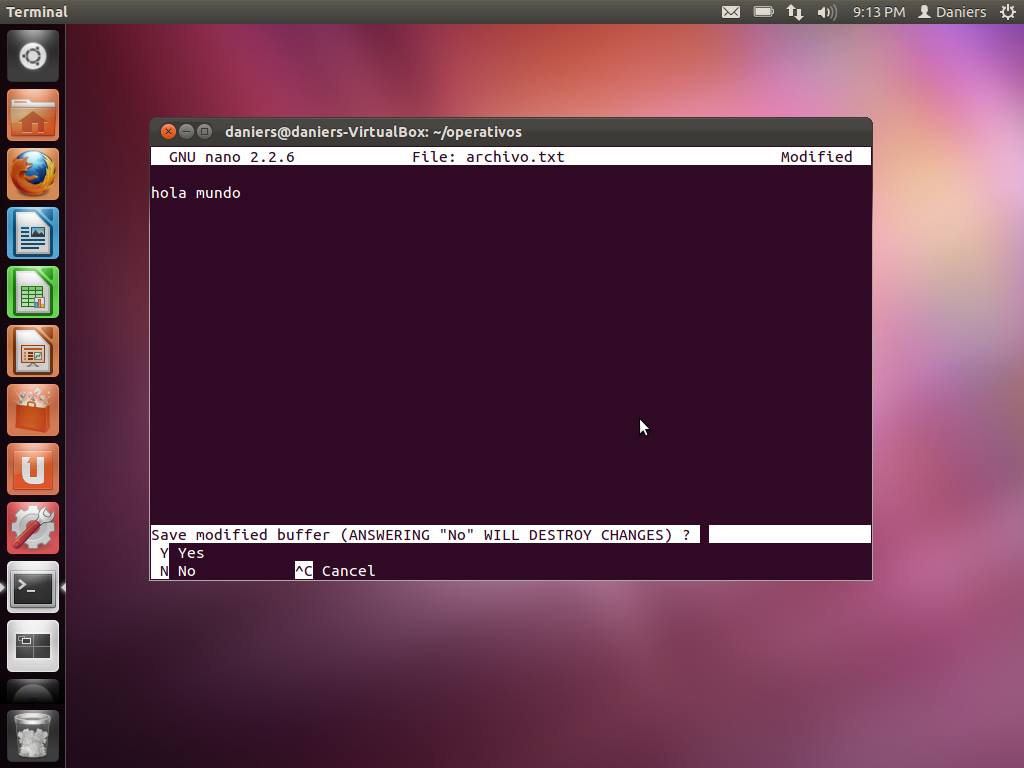 Terminal
9:13 PM
Daniers
daniers@daniers-VirtualBox: ~/operativos
GNU nano 2.2.6 File: archivo.txt Modified
hola mundo
Save modified buffer (ANSWERING "No" WILL DESTROY CHANGES) ?
Y Yes
N No ^C Cancel